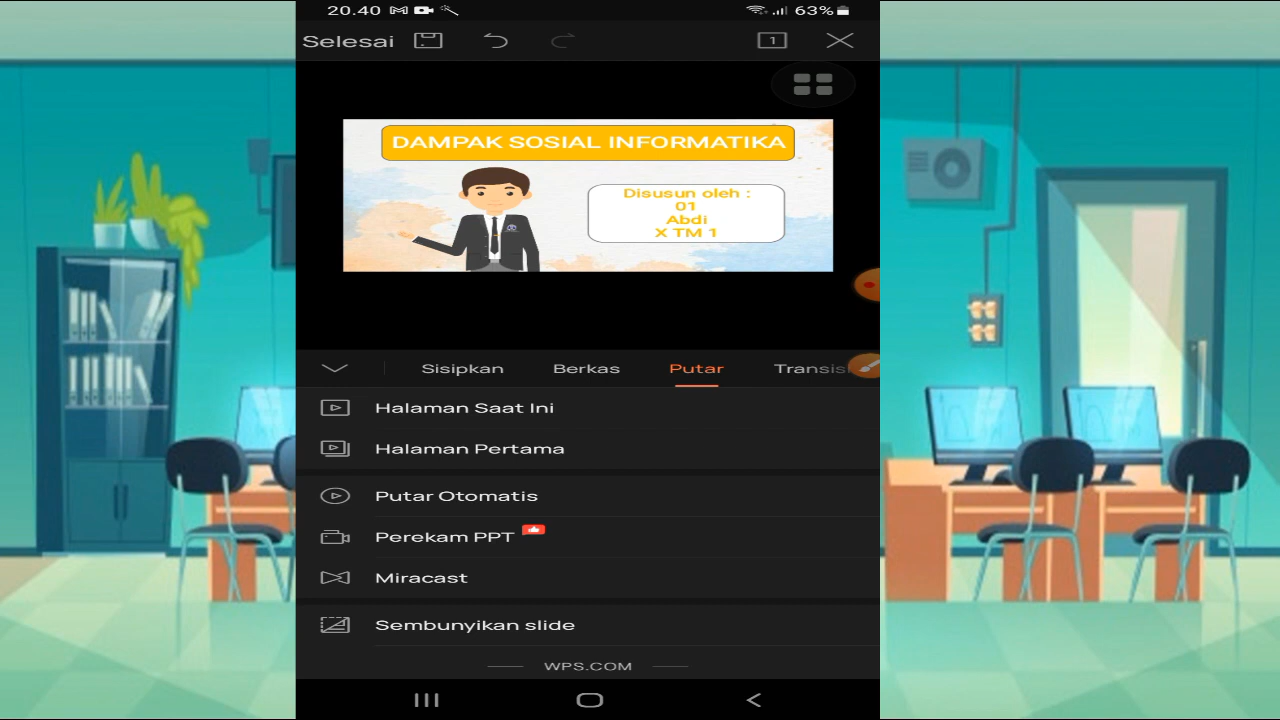 20.40
63%
Selesai
1
DAMPAK SOSIAL INFORMATIKA
Disusun oleh :
01
Abdi
X TM 1
Sisipkan Berkas Putar Transis
Halaman Saat Ini
Halaman Pertama
Putar Otomatis
Perekam PPT
Miracast
Sembunyikan slide
WPS.COM